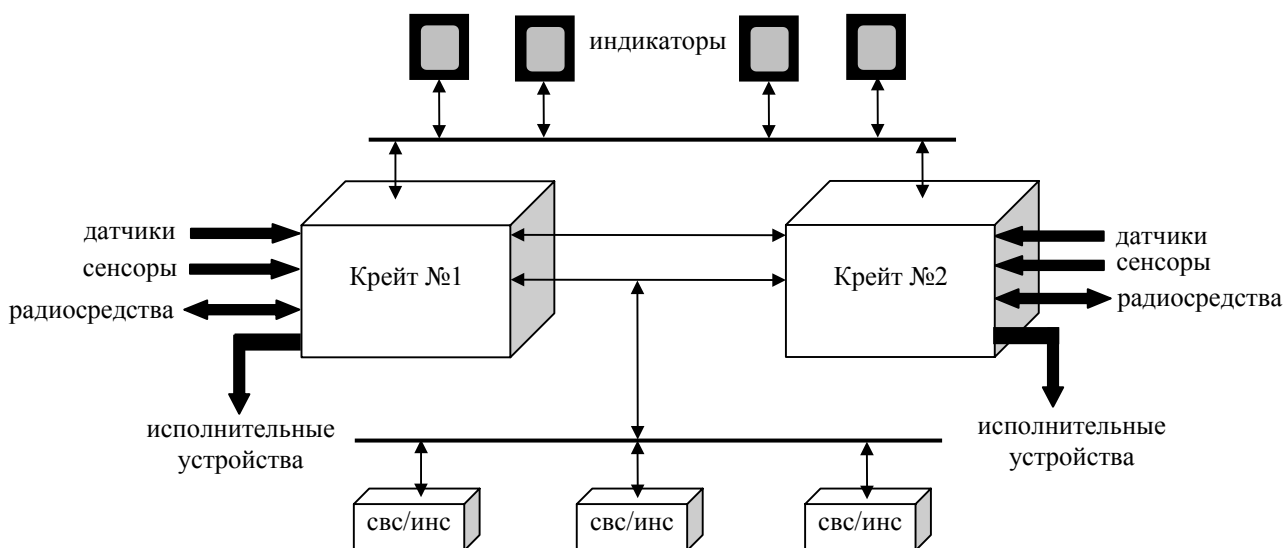 индикаторы
датчики
сенсоры
радиосредства
Крейт №1
Крейт №2
датчики
сенсоры
радиосредства
исполнительные
устройства
исполнительные
устройства
свс/инс
свс/инс
свс/инс